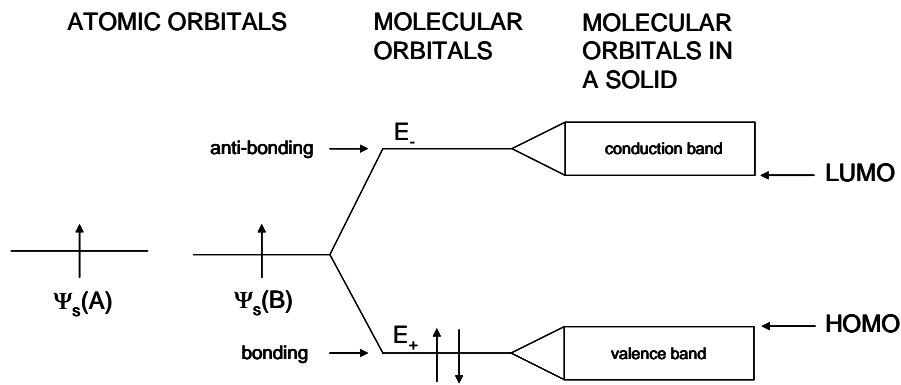 ATOMIC ORBITALS
MOLECULAR
ORBITALS
MOLECULAR
ORBITALS IN
A SOLID
anti-bonding
E-
conduction band
LUMO
Ψs(A)
Ψs(B)
HOMO
bonding
E+
valence band